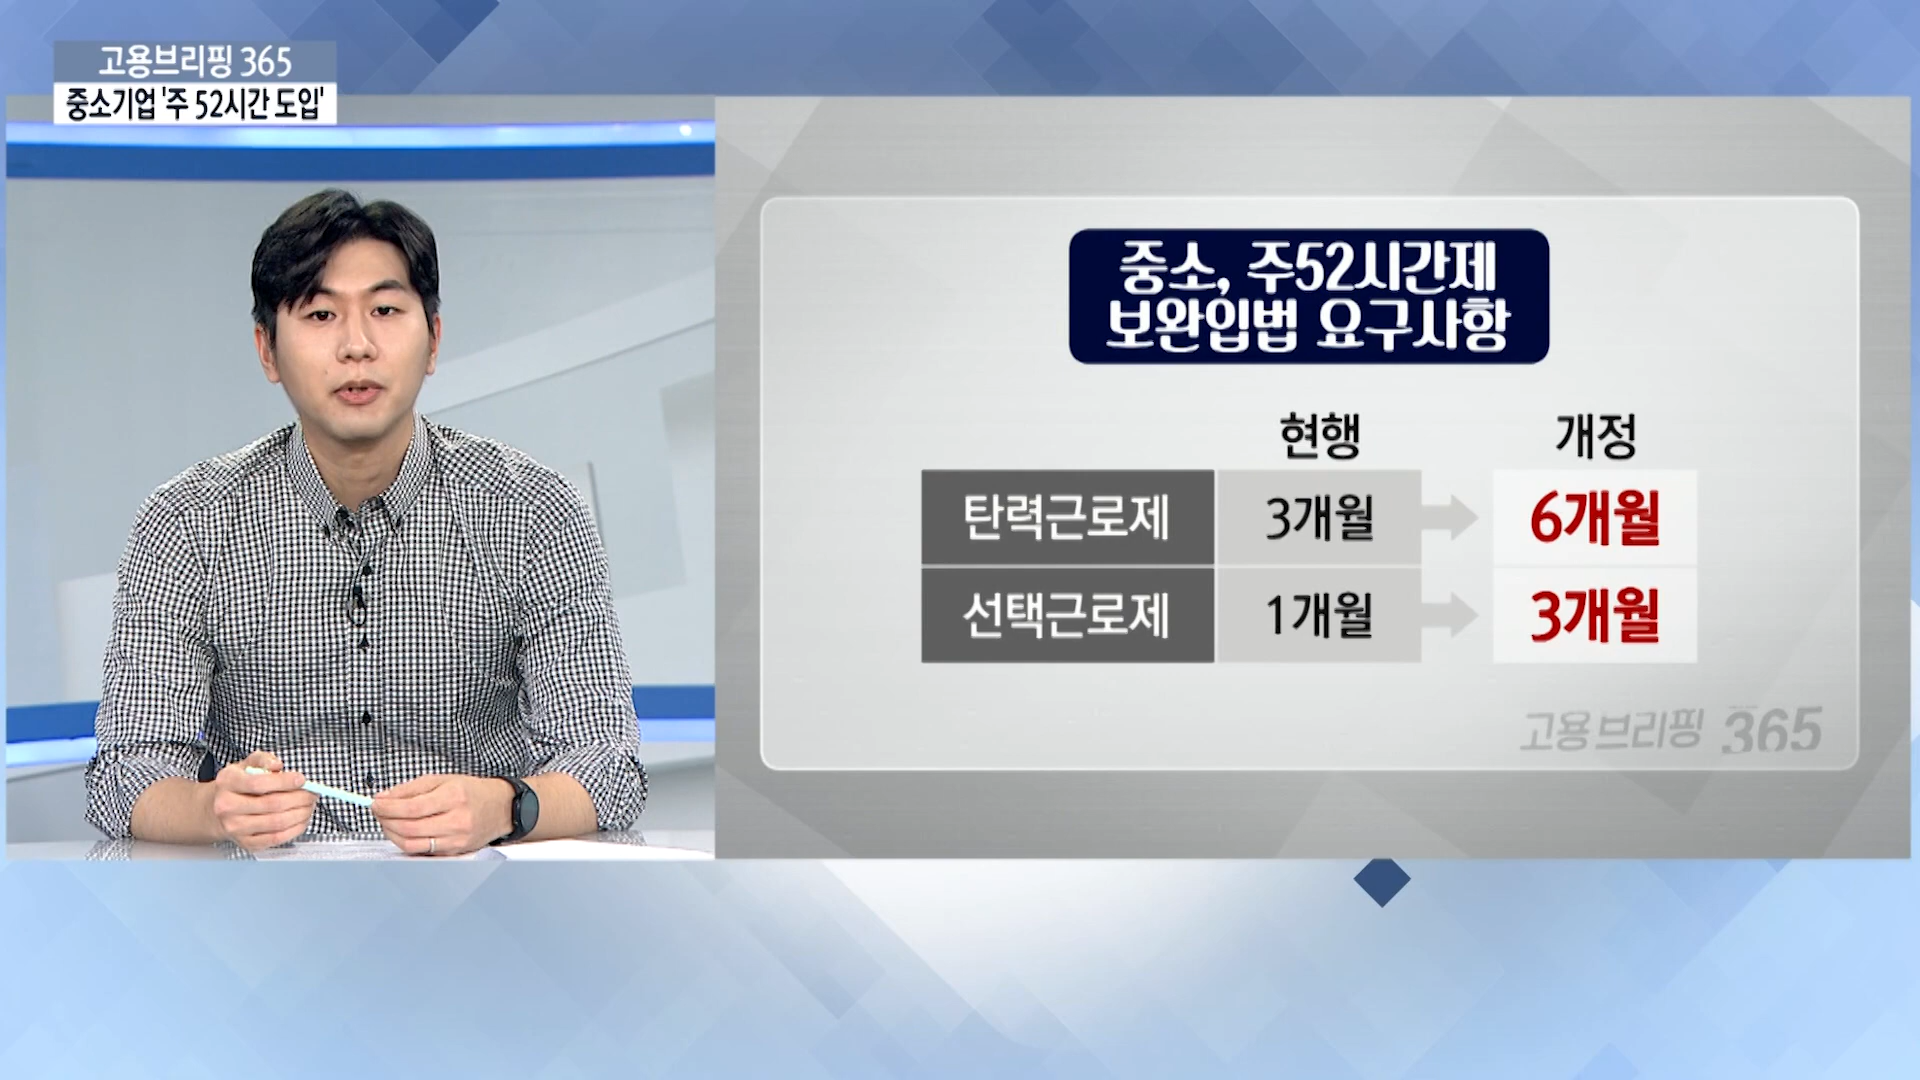 고용브리핑 365
중소기업 '주 52시간 도입'
중소, 주52시간제
보완입법 요구사항
현행 개정
탄력근로제 3개월 6개월
선택근로제 1개월 3개월
고용브리핑 365